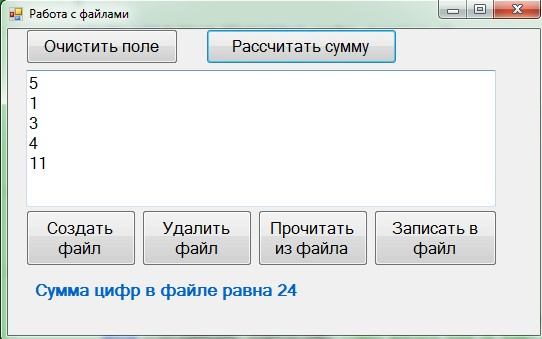 Работа с файлами
Очистить поле
Рассчитать сумму
5
1
3
4
11
Создать файл
Удалить файл
Прочитать из файла
Записать в файл
Сумма цифр в файле равна 24